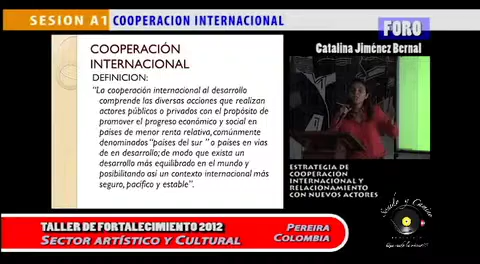 SESION A1
COOPERACION INTERNACIONAL
FORO
Catalina Jiménez Bernal
COOPERACIÓN
INTERNACIONAL
DEFINICION:
"La cooperación internacional al desarrollo
comprende las diversas acciones que realizan
actores públicos o privados con el propósito de
promover el progreso económico y social en
países de menor renta relativa, comúnmente
denominados "países del sur" o países en vías
de en desarrollo; de modo que exista un
desarrollo más equilibrado en el mundo y
posibilitando así un contexto internacional más
seguro, pacífico y estable".
ESTRATEGIA DE
COOPERACION
INTERNACIONAL Y
RELACIONAMIENTO
CON NUEVOS ACTORES
TALLER DE FORTALECIMIENTO 2012
SECTOR ARTÍSTICO Y CULTURAL
PEREIRA
COLOMBIA